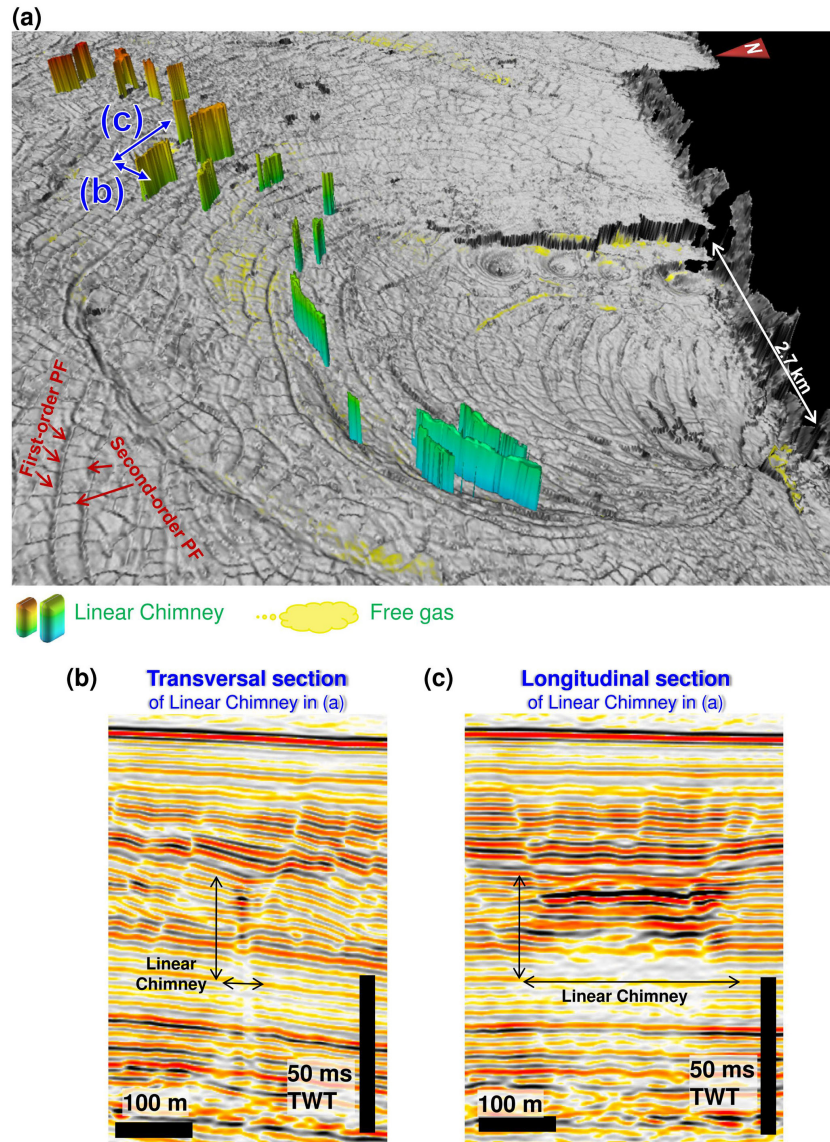 (a)
N
(c)
(b)
2.7 km
First-order PF
Second-order PF
Linear Chimney
Free gas
(b)
Transversal section
of Linear Chimney in (a)
(c)
Longitudinal section
of Linear Chimney in (a)
Linear
Chimney
50 ms
TWT
100 m
Linear Chimney
50 ms
TWT
100 m